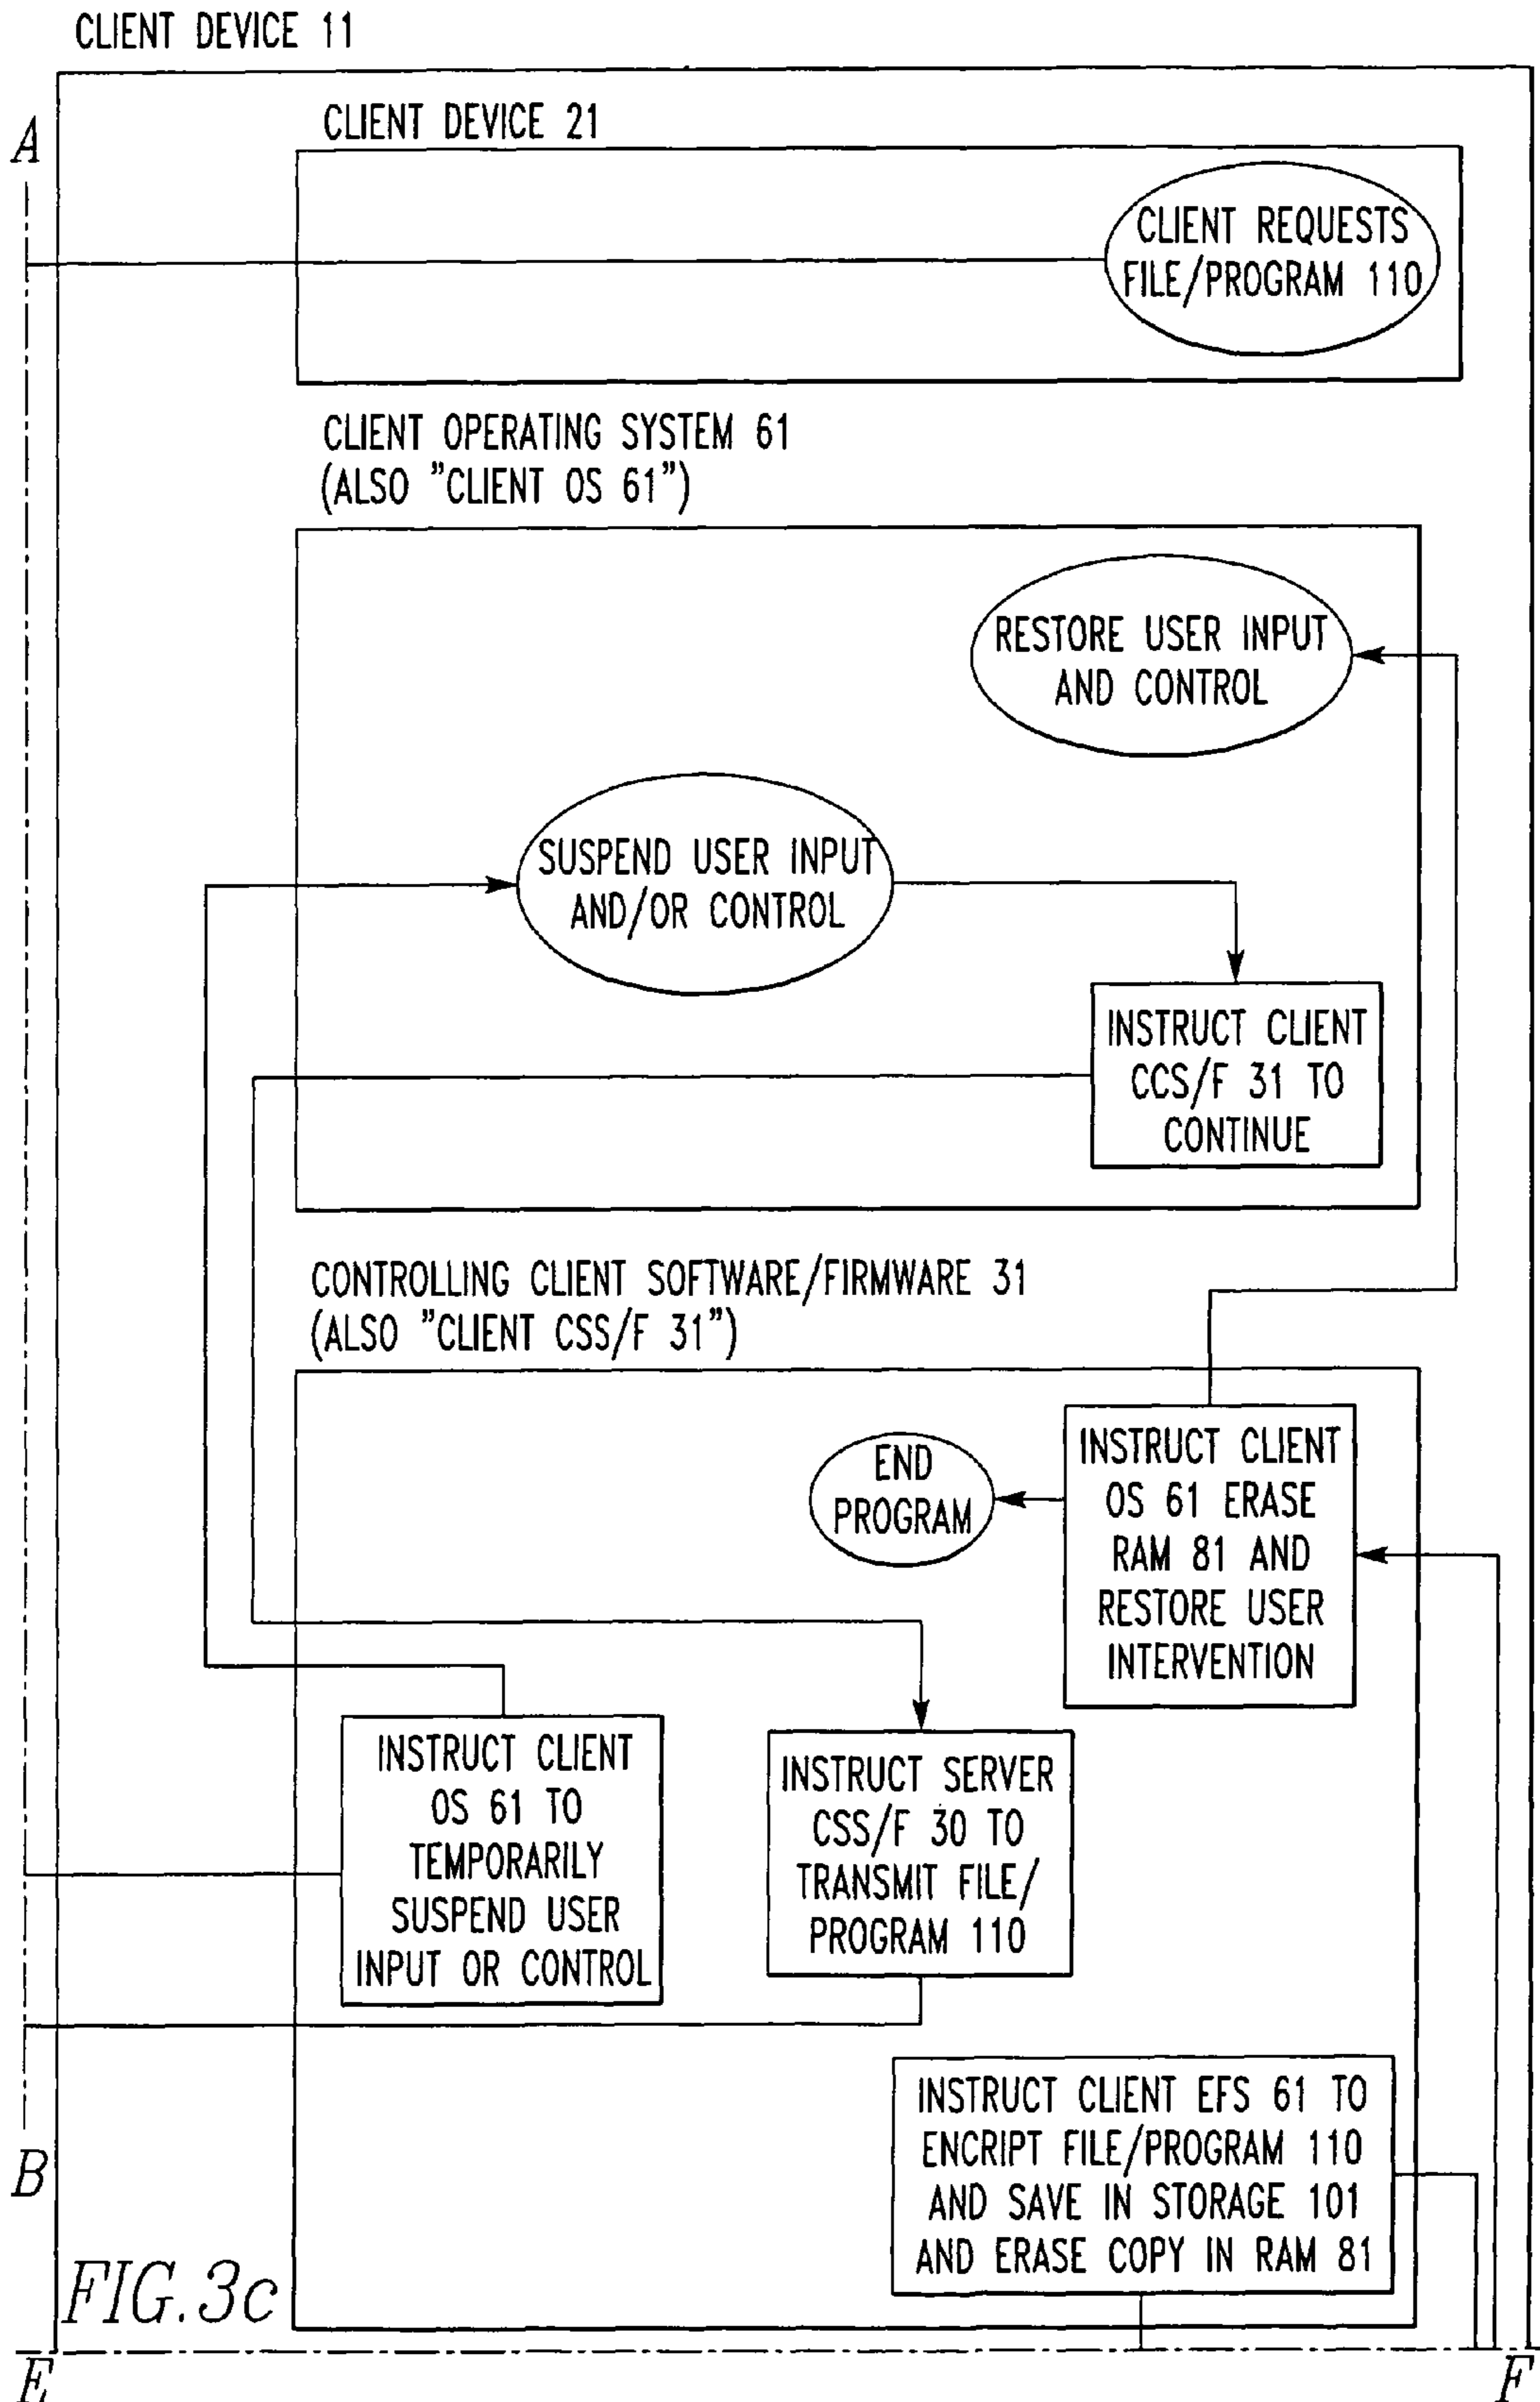 CLIENT DEVICE 11
A
CLIENT DEVICE 21
CLIENT REQUESTS
FILE/PROGRAM 110
CLIENT OPERATING SYSTEM 61
(ALSO "CLIENT OS 61")
RESTORE USER INPUT
AND CONTROL
SUSPEND USER INPUT
AND/OR CONTROL
INSTRUCT CLIENT
CCS/F 31 TO
CONTINUE
CONTROLLING CLIENT SOFTWARE/FIRMWARE 31
(ALSO "CLIENT CSS/F 31")
END
PROGRAM
INSTRUCT CLIENT
OS 61 ERASE
RAM 81 AND
RESTORE USER
INTERVENTION
INSTRUCT CLIENT
OS 61 TO
TEMPORARILY
SUSPEND USER
INPUT OR CONTROL
INSTRUCT SERVER
CSS/F 30 TO
TRANSMIT FILE/
PROGRAM 110
B
INSTRUCT CLIENT EFS 61 TO
ENCRIPT FILE/PROGRAM 110
AND SAVE IN STORAGE 101
AND ERASE COPY IN RAM 81
FIG.3c
E
F